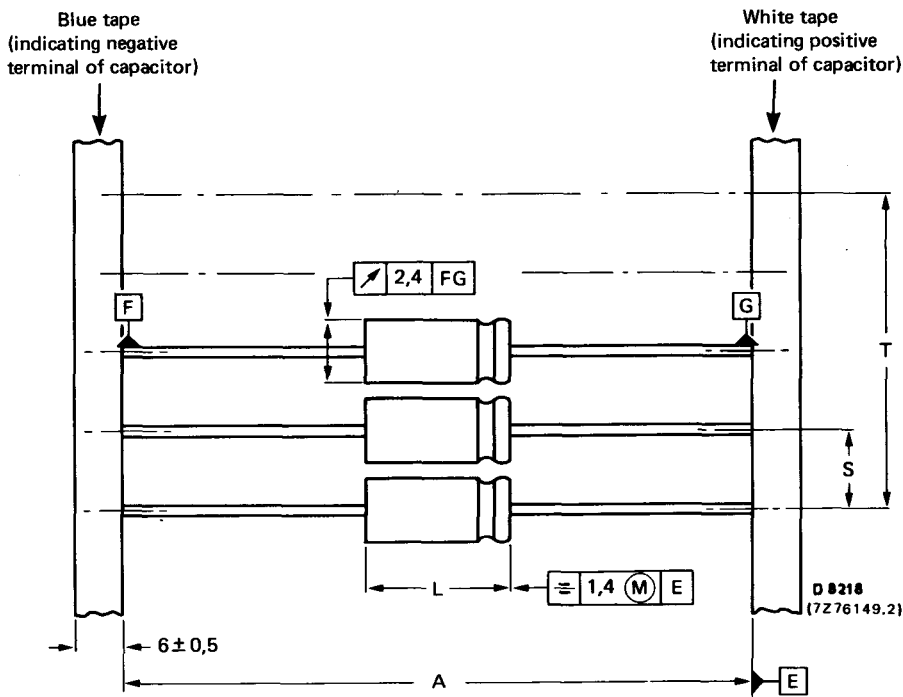 Blue tape
(indicating negative
terminal of capacitor)
White tape
(indicating positive
terminal of capacitor)
2,4 FG
F
G
T
S
L
1,4 Ⓜ E
D 8218
(7Z76149.2)
6±0,5
A
E